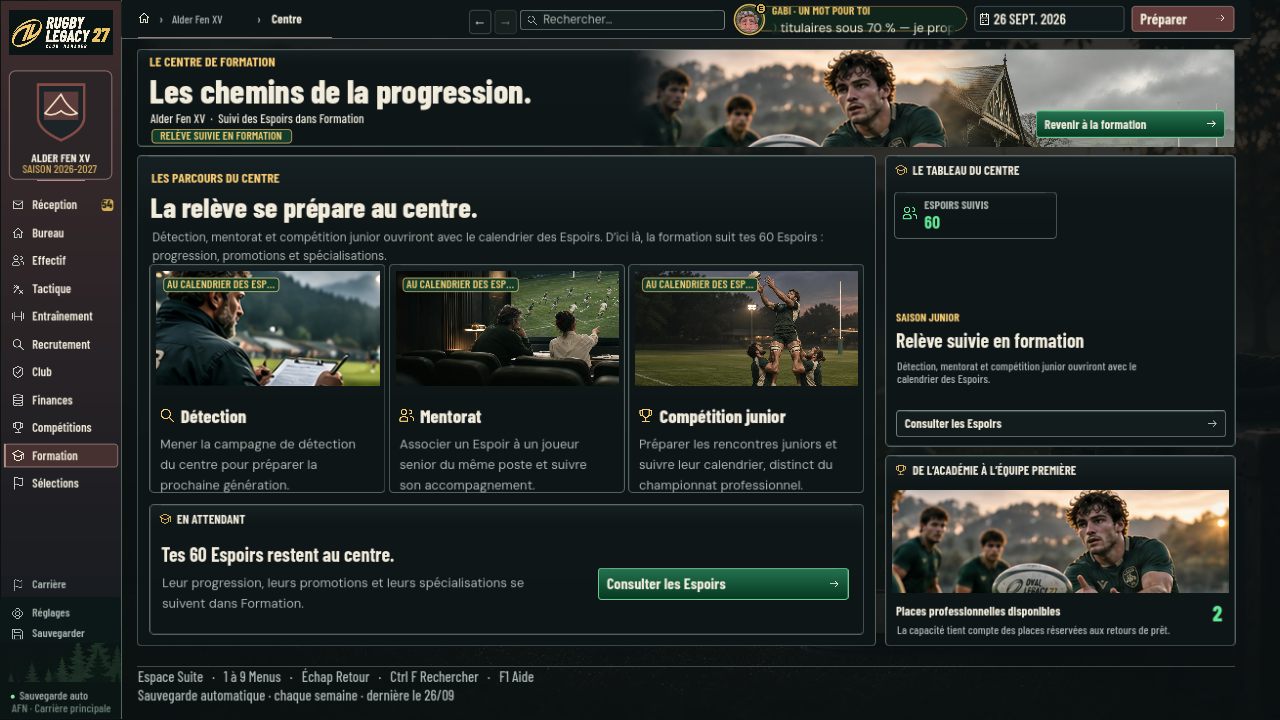 RUGBY
LEGACY 27
CLUB MANAGER
Alder Fen XV
Centre
Rechercher...
GABI · UN MOT POUR TOI
titulaires sous 70 % — je prop
26 SEPT. 2026
Préparer
ALDER FEN XV
SAISON 2026-2027
Réception
54
Bureau
Effectif
Tactique
Entraînement
Recrutement
Club
Finances
Compétitions
Formation
Sélections
Carrière
Réglages
Sauvegarder
Sauvegarde auto
AFN · Carrière principale
LE CENTRE DE FORMATION
Les chemins de la progression.
Alder Fen XV · Suivi des Espoirs dans Formation
RELÈVE SUIVIE EN FORMATION
Revenir à la formation
LES PARCOURS DU CENTRE
La relève se prépare au centre.
Détection, mentorat et compétition junior ouvriront avec le calendrier des Espoirs. D'ici là, la formation suit tes 60 Espoirs :
progression, promotions et spécialisations.
AU CALENDRIER DES ESP...
Détection
Mener la campagne de détection
du centre pour préparer la
prochaine génération.
AU CALENDRIER DES ESP...
Mentorat
Associer un Espoir à un joueur
senior du même poste et suivre
son accompagnement.
AU CALENDRIER DES ESP...
Compétition junior
Préparer les rencontres juniors et
suivre leur calendrier, distinct du
championnat professionnel.
EN ATTENDANT
Tes 60 Espoirs restent au centre.
Leur progression, leurs promotions et leurs spécialisations se
suivent dans Formation.
Consulter les Espoirs
LE TABLEAU DU CENTRE
ESPOIRS SUIVIS
60
SAISON JUNIOR
Relève suivie en formation
Détection, mentorat et compétition junior ouvriront avec le
calendrier des Espoirs.
Consulter les Espoirs
DE L'ACADÉMIE À L'ÉQUIPE PREMIÈRE
OVAL
LEGACY 27
Places professionnelles disponibles
2
La capacité tient compte des places réservées aux retours de prêt.
Espace Suite · 1 à 9 Menus · Échap Retour · Ctrl F Rechercher · F1 Aide
Sauvegarde automatique · chaque semaine · dernière le 26/09